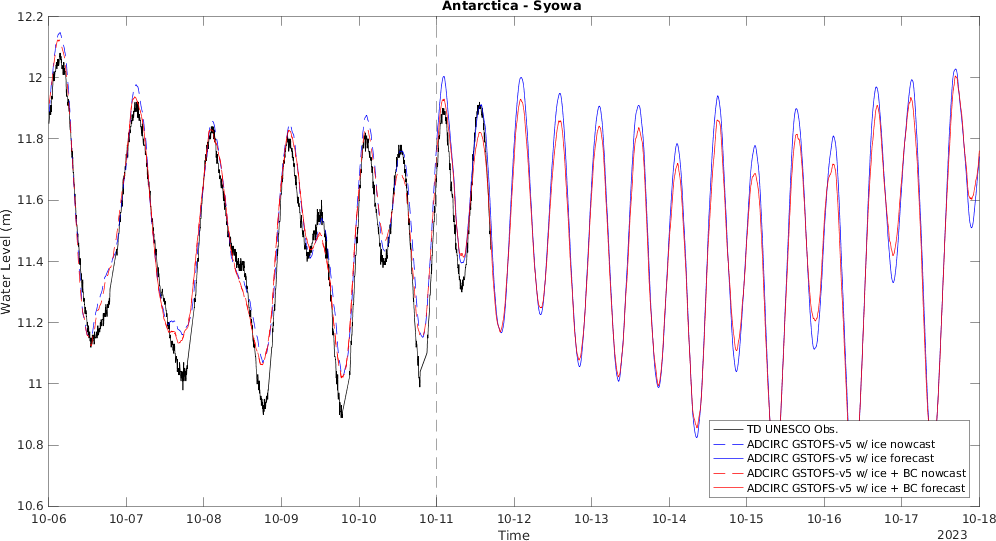 Antarctica - Syowa
12.2
12
11.8
11.6
11.4
11.2
11
10.8
10.6
Water Level (m)
TD UNESCO Obs.
ADCIRC GSTOFS-v5 w/ ice nowcast
ADCIRC GSTOFS-v5 w/ ice forecast
ADCIRC GSTOFS-v5 w/ ice + BC nowcast
ADCIRC GSTOFS-v5 w/ ice + BC forecast
10-06 10-07 10-08 10-09 10-10 10-11 10-12 10-13 10-14 10-15 10-16 10-17 10-18
Time
2023